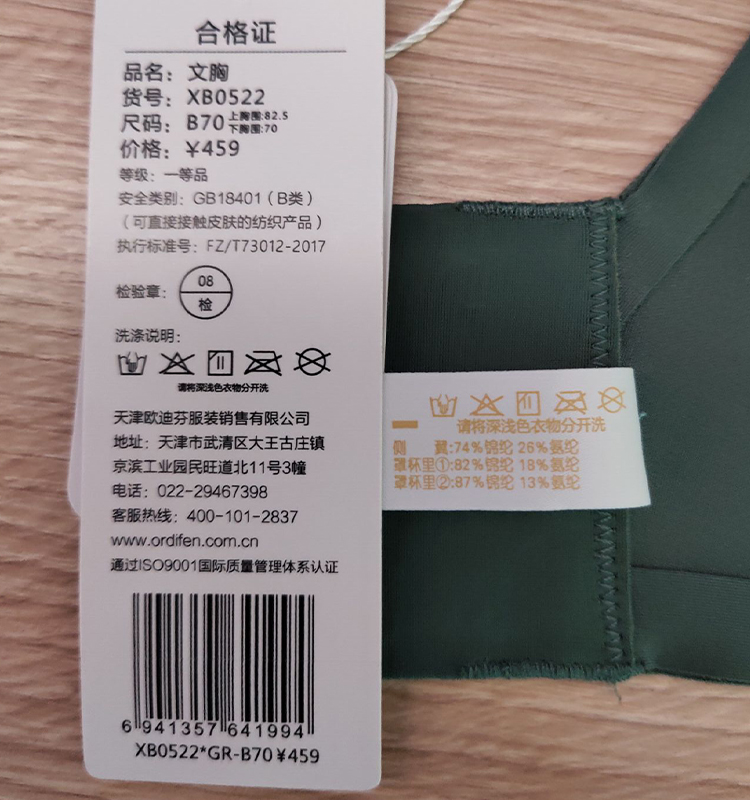 合格证
品名：文胸
货号：XB0522
尺码：B70 上胸围:82.5 下胸围:70
价格：￥459
等级：一等品
安全类别：GB18401（B类）
（可直接接触皮肤的纺织产品）
执行标准号：FZ/T73012-2017
检验章：08 检
洗涤说明：
请将深浅色衣物分开洗
天津欧迪芬服装销售有限公司
地址：天津市武清区大王古庄镇
京滨工业园民旺道北11号3幢
电话：022-29467398
客服热线：400-101-2837
www.ordifen.com.cn
通过ISO9001国际质量管理体系认证
6 941357 641994
XB0522*GR-B70￥459
请将深浅色衣物分开洗
侧 翼:74%锦纶 26%氨纶
罩杯里①:82%锦纶 18%氨纶
罩杯里②:87%锦纶 13%氨纶